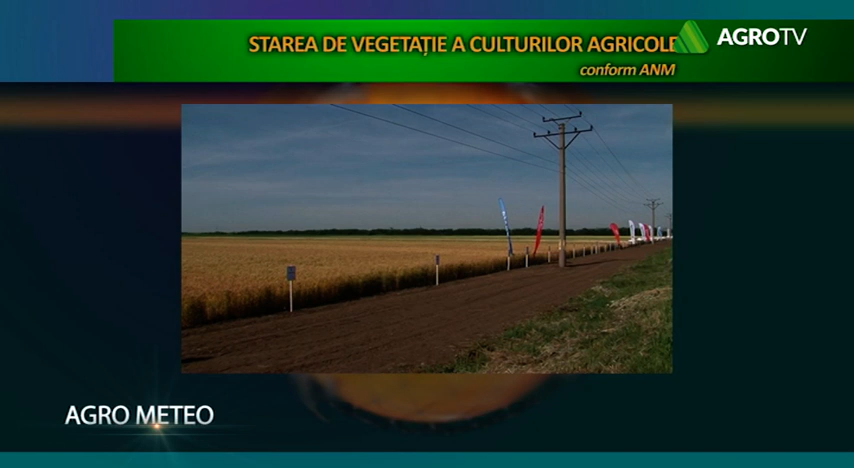 STAREA DE VEGETAȚIE A CULTURILOR AGRICOLE
AGROTV
conform ANM
AGRO METEO